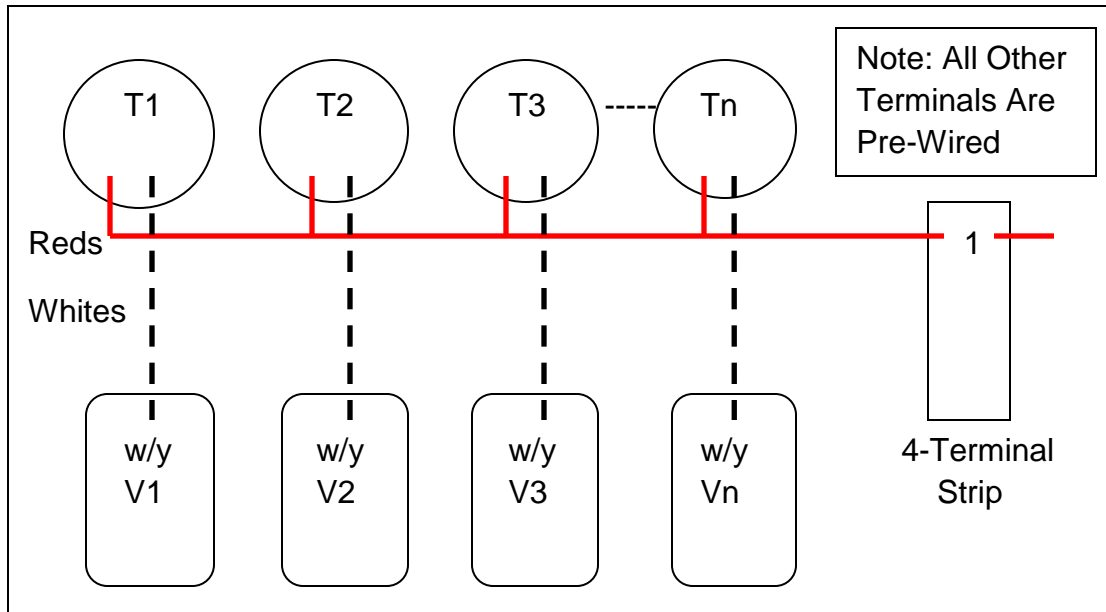 T1
T2
T3
Tn
Note: All Other
Terminals Are
Pre-Wired
Reds
1
Whites
w/y
V1
w/y
V2
w/y
V3
w/y
Vn
4-Terminal
Strip